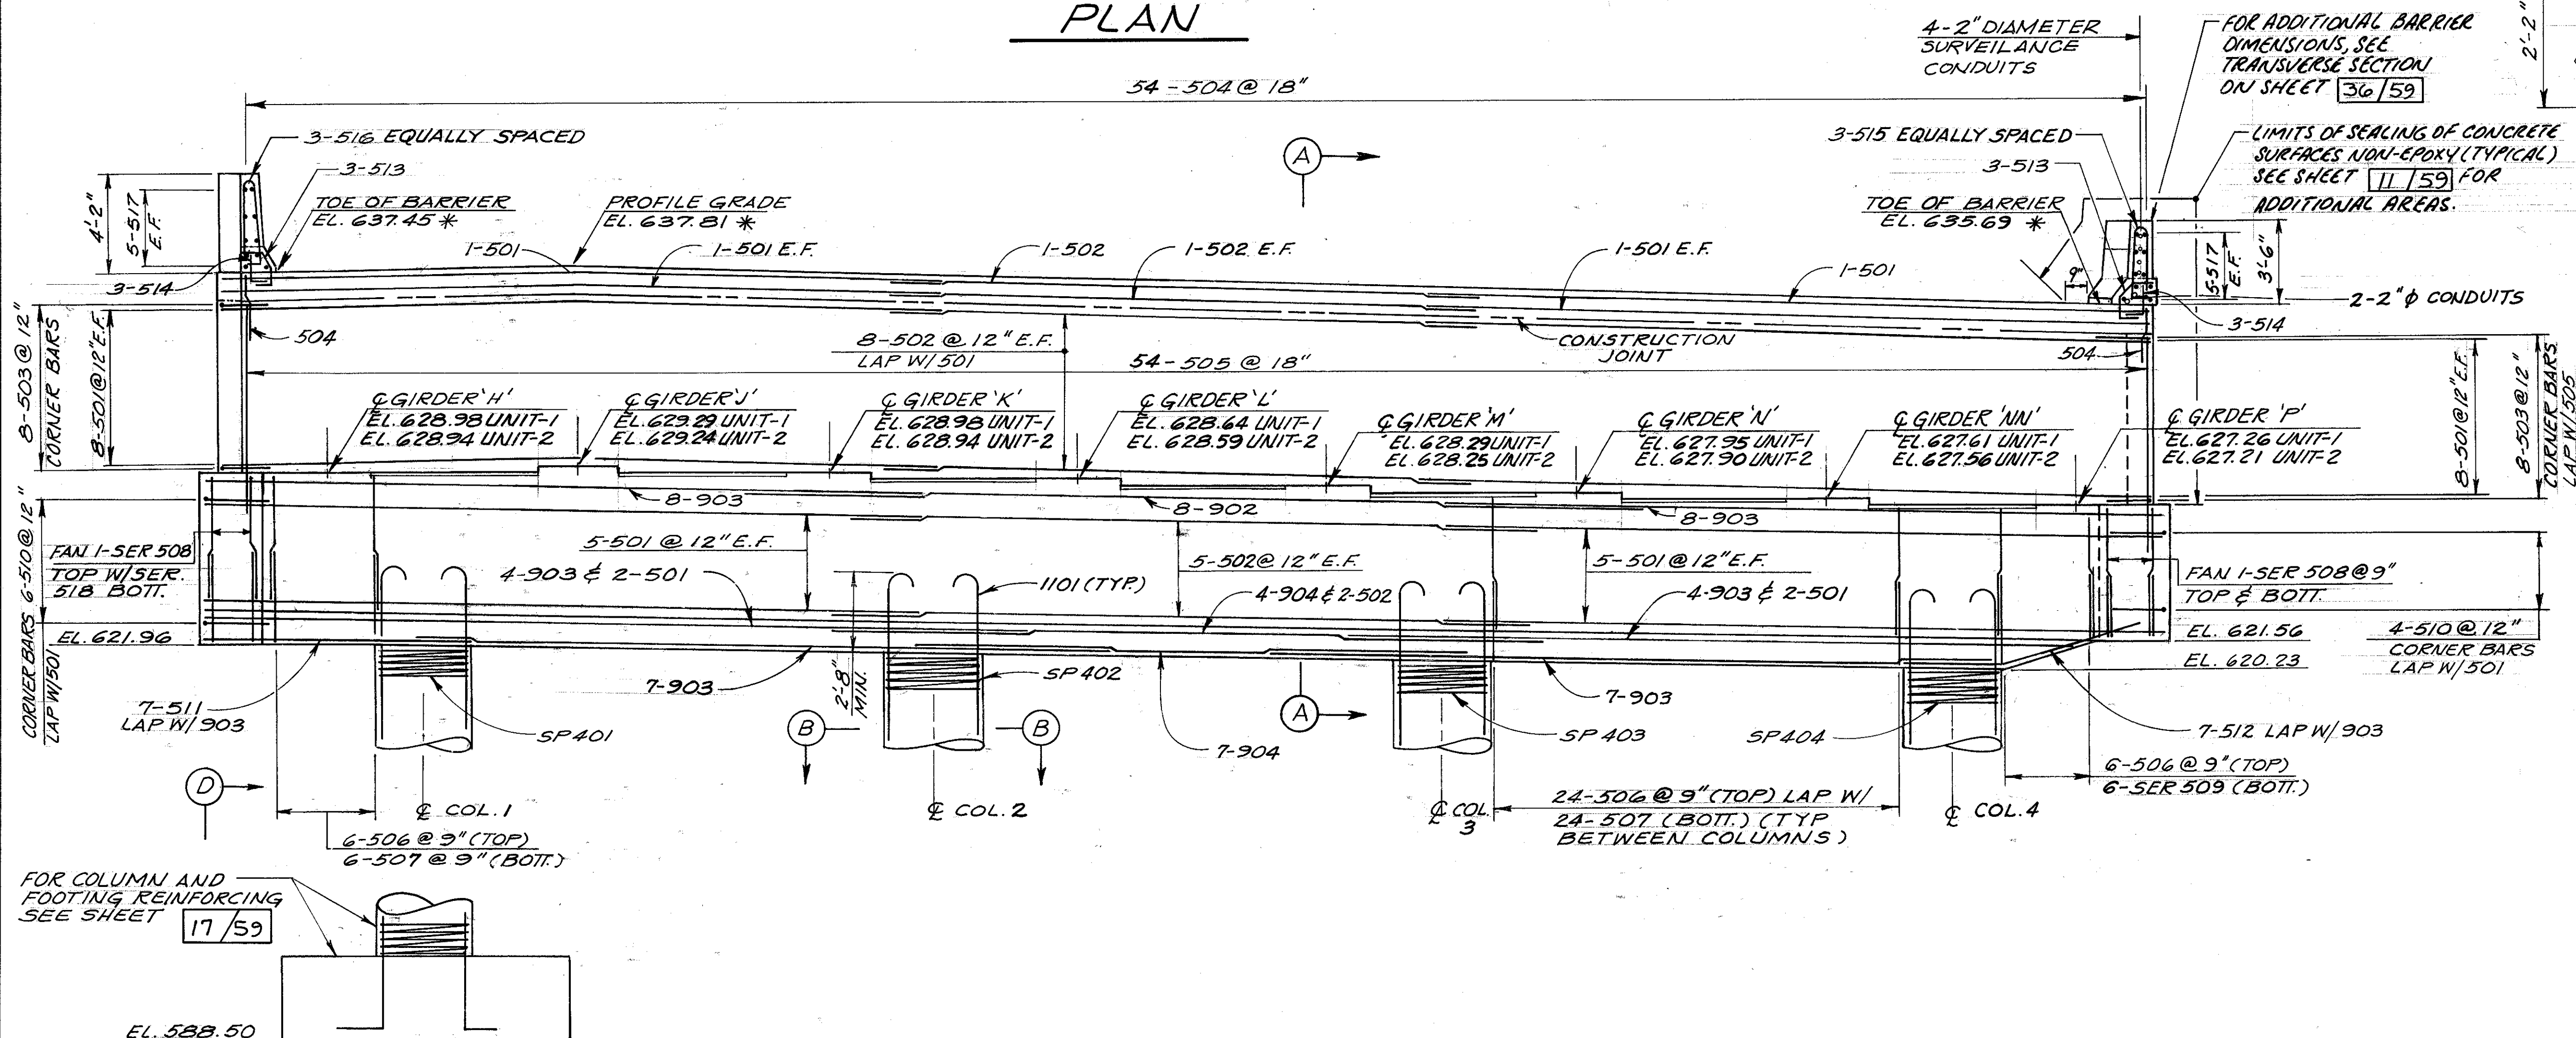 PLAN
4-2" DIAMETER
SURVEILANCE
CONDUITS
FOR ADDITIONAL BARRIER
DIMENSIONS, SEE
TRANSVERSE SECTION
ON SHEET 36/59
2'-2"
54-504 @ 18"
3-516 EQUALLY SPACED
3-513
TOE OF BARRIER
EL. 637.45 *
PROFILE GRADE
EL. 637.81 *
A
3-515 EQUALLY SPACED
3-513
TOE OF BARRIER
EL. 635.69 *
LIMITS OF SEALING OF CONCRETE
SURFACES NON-EPOXY (TYPICAL)
SEE SHEET 11/59 FOR
ADDITIONAL AREAS.
4'-2"
5-517
E.F.
3-514
1-501
1-501 E.F.
1-502
1-502 E.F.
1-501 E.F.
1-501
9"
5-517
E.F.
3'-6"
2-2" φ CONDUITS
3-514
504
504
8-503 @ 12"
CORNER BARS
8-501 @ 12" E.F.
8-502 @ 12" E.F.
LAP W/501
CONSTRUCTION
JOINT
54-505 @ 18"
8-501 @ 12" E.F.
8-503 @ 12"
CORNER BARS
LAP W/505
℄ GIRDER 'H'
EL. 628.98 UNIT-1
EL. 628.94 UNIT-2
℄ GIRDER 'J'
EL. 629.29 UNIT-1
EL. 629.24 UNIT-2
℄ GIRDER 'K'
EL. 628.98 UNIT-1
EL. 628.94 UNIT-2
℄ GIRDER 'L'
EL. 628.64 UNIT-1
EL. 628.59 UNIT-2
℄ GIRDER 'M'
EL. 628.29 UNIT-1
EL. 628.25 UNIT-2
℄ GIRDER 'N'
EL. 627.95 UNIT-1
EL. 627.90 UNIT-2
℄ GIRDER 'NN'
EL. 627.61 UNIT-1
EL. 627.56 UNIT-2
℄ GIRDER 'P'
EL. 627.26 UNIT-1
EL. 627.21 UNIT-2
8-903
8-902
8-903
CORNER BARS 6-510 @ 12"
LAP W/501
FAN 1-SER 508
TOP W/SER.
518 BOTT.
EL. 621.96
5-501 @ 12" E.F.
4-903 & 2-501
1101 (TYP.)
5-502 @ 12" E.F.
4-904 & 2-502
5-501 @ 12" E.F.
4-903 & 2-501
FAN 1-SER 508 @ 9"
TOP & BOTT.
EL. 621.56
EL. 620.23
4-510 @ 12"
CORNER BARS
LAP W/501
7-511
LAP W/903
7-903
2'-8"
MIN.
SP 402
SP 401
B
B
A
7-904
SP 403
7-903
SP 404
7-512 LAP W/903
D
℄ COL. 1
℄ COL. 2
℄ COL.
3
℄ COL. 4
6-506 @ 9" (TOP)
6-507 @ 9" (BOTT.)
24-506 @ 9" (TOP) LAP W/
24-507 (BOTT.) (TYP
BETWEEN COLUMNS)
6-506 @ 9" (TOP)
6-SER 509 (BOTT.)
FOR COLUMN AND
FOOTING REINFORCING
SEE SHEET 17/59
EL. 588.50